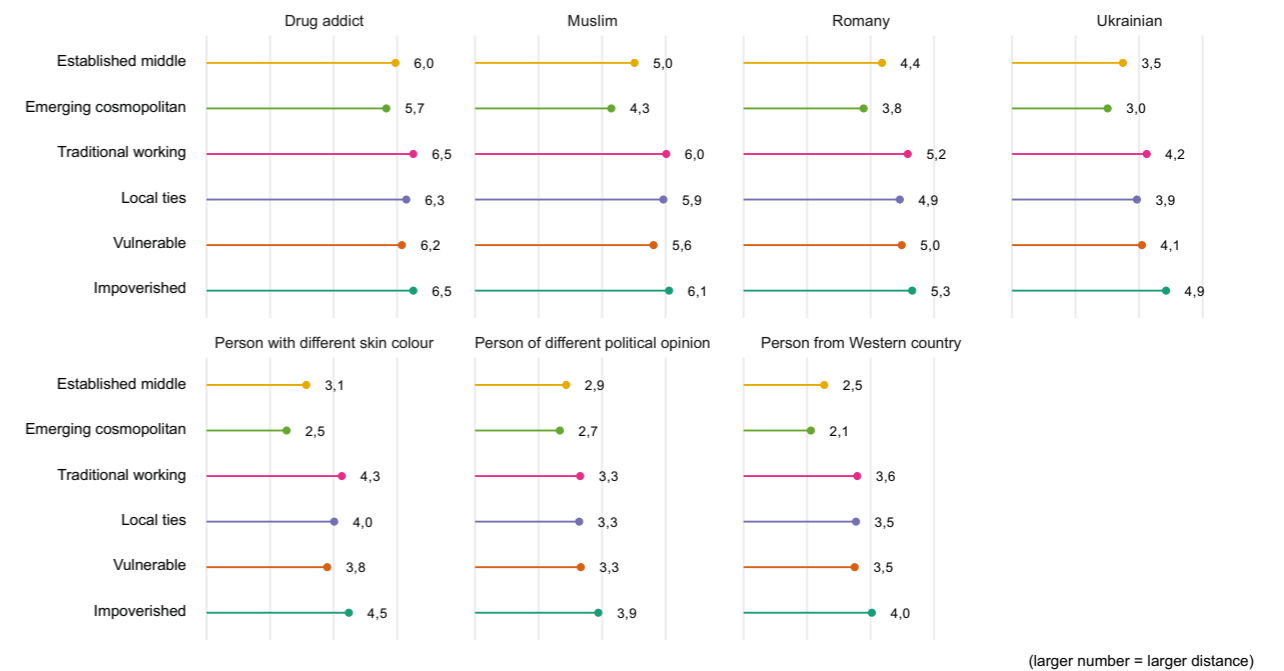 Drug addict Muslim Romany Ukrainian
Established middle 6,0 5,0 4,4 3,5
Emerging cosmopolitan 5,7 4,3 3,8 3,0
Traditional working 6,5 6,0 5,2 4,2
Local ties 6,3 5,9 4,9 3,9
Vulnerable 6,2 5,6 5,0 4,1
Impoverished 6,5 6,1 5,3 4,9
Person with different skin colour Person of different political opinion Person from Western country
Established middle 3,1 2,9 2,5
Emerging cosmopolitan 2,5 2,7 2,1
Traditional working 4,3 3,3 3,6
Local ties 4,0 3,3 3,5
Vulnerable 3,8 3,3 3,5
Impoverished 4,5 3,9 4,0
(larger number = larger distance)